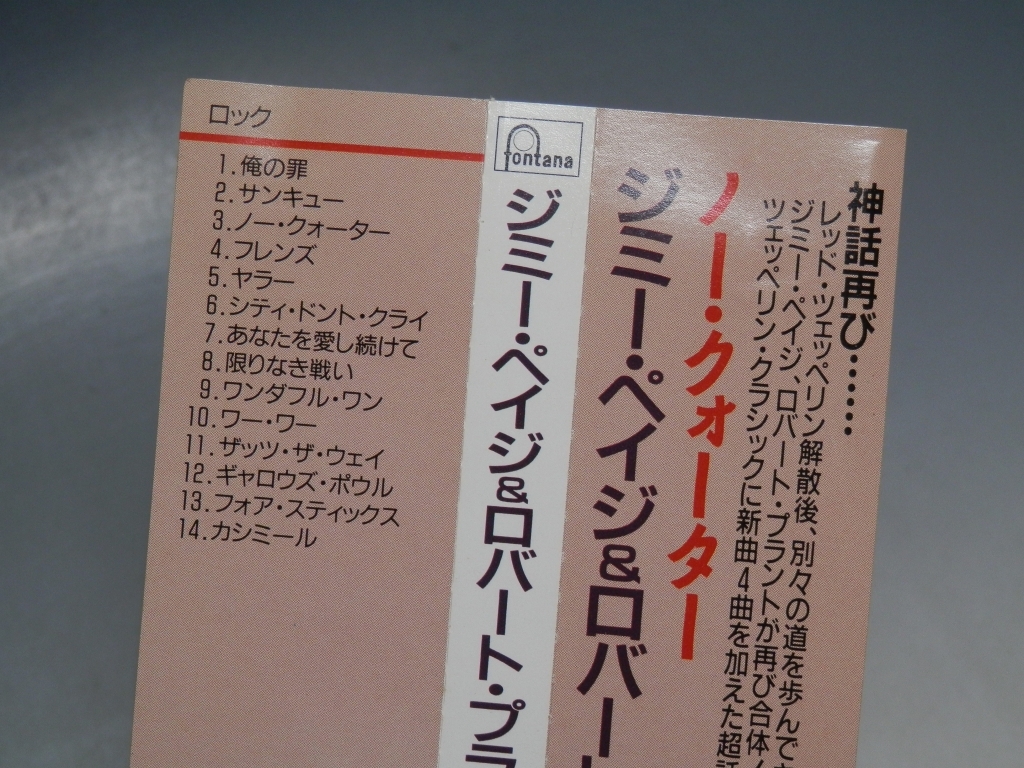 ロック
1.俺の罪
2.サンキュー
3.ノー・クォーター
4.フレンズ
5.ヤラー
6.シティ・ドント・クライ
7.あなたを愛し続けて
8.限りなき戦い
9.ワンダフル・ワン
10.ワー・ワー
11.ザッツ・ザ・ウェイ
12.ギャロウズ・ポウル
13.フォア・スティックス
14.カシミール
fontana
ジミー・ペイジ&ロバート・プラ
神話再び……
レッド・ツェッペリン解散後、別々の道を歩んで
ジミー・ペイジ、ロバート・プラントが再び合体
ツェッペリン・クラシックに新曲4曲を加えた超
ノー・クォーター
ジミー・ペイジ&ロバー